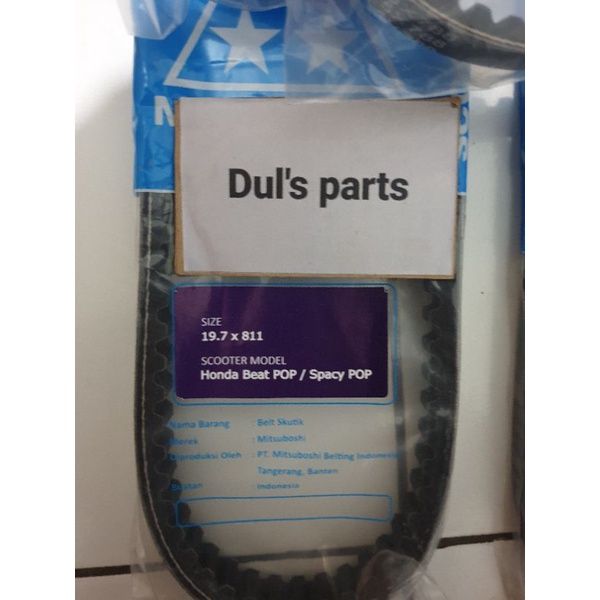 Dul's parts
SIZE
19.7 x 811
SCOOTER MODEL
Honda Beat POP / Spacy POP
Nama Barang : Belt Skutik
Merek : Mitsuboshi
Diproduksi Oleh : PT. Mitsuboshi Belting Indonesia
Tangerang, Banten
Buatan : Indonesia